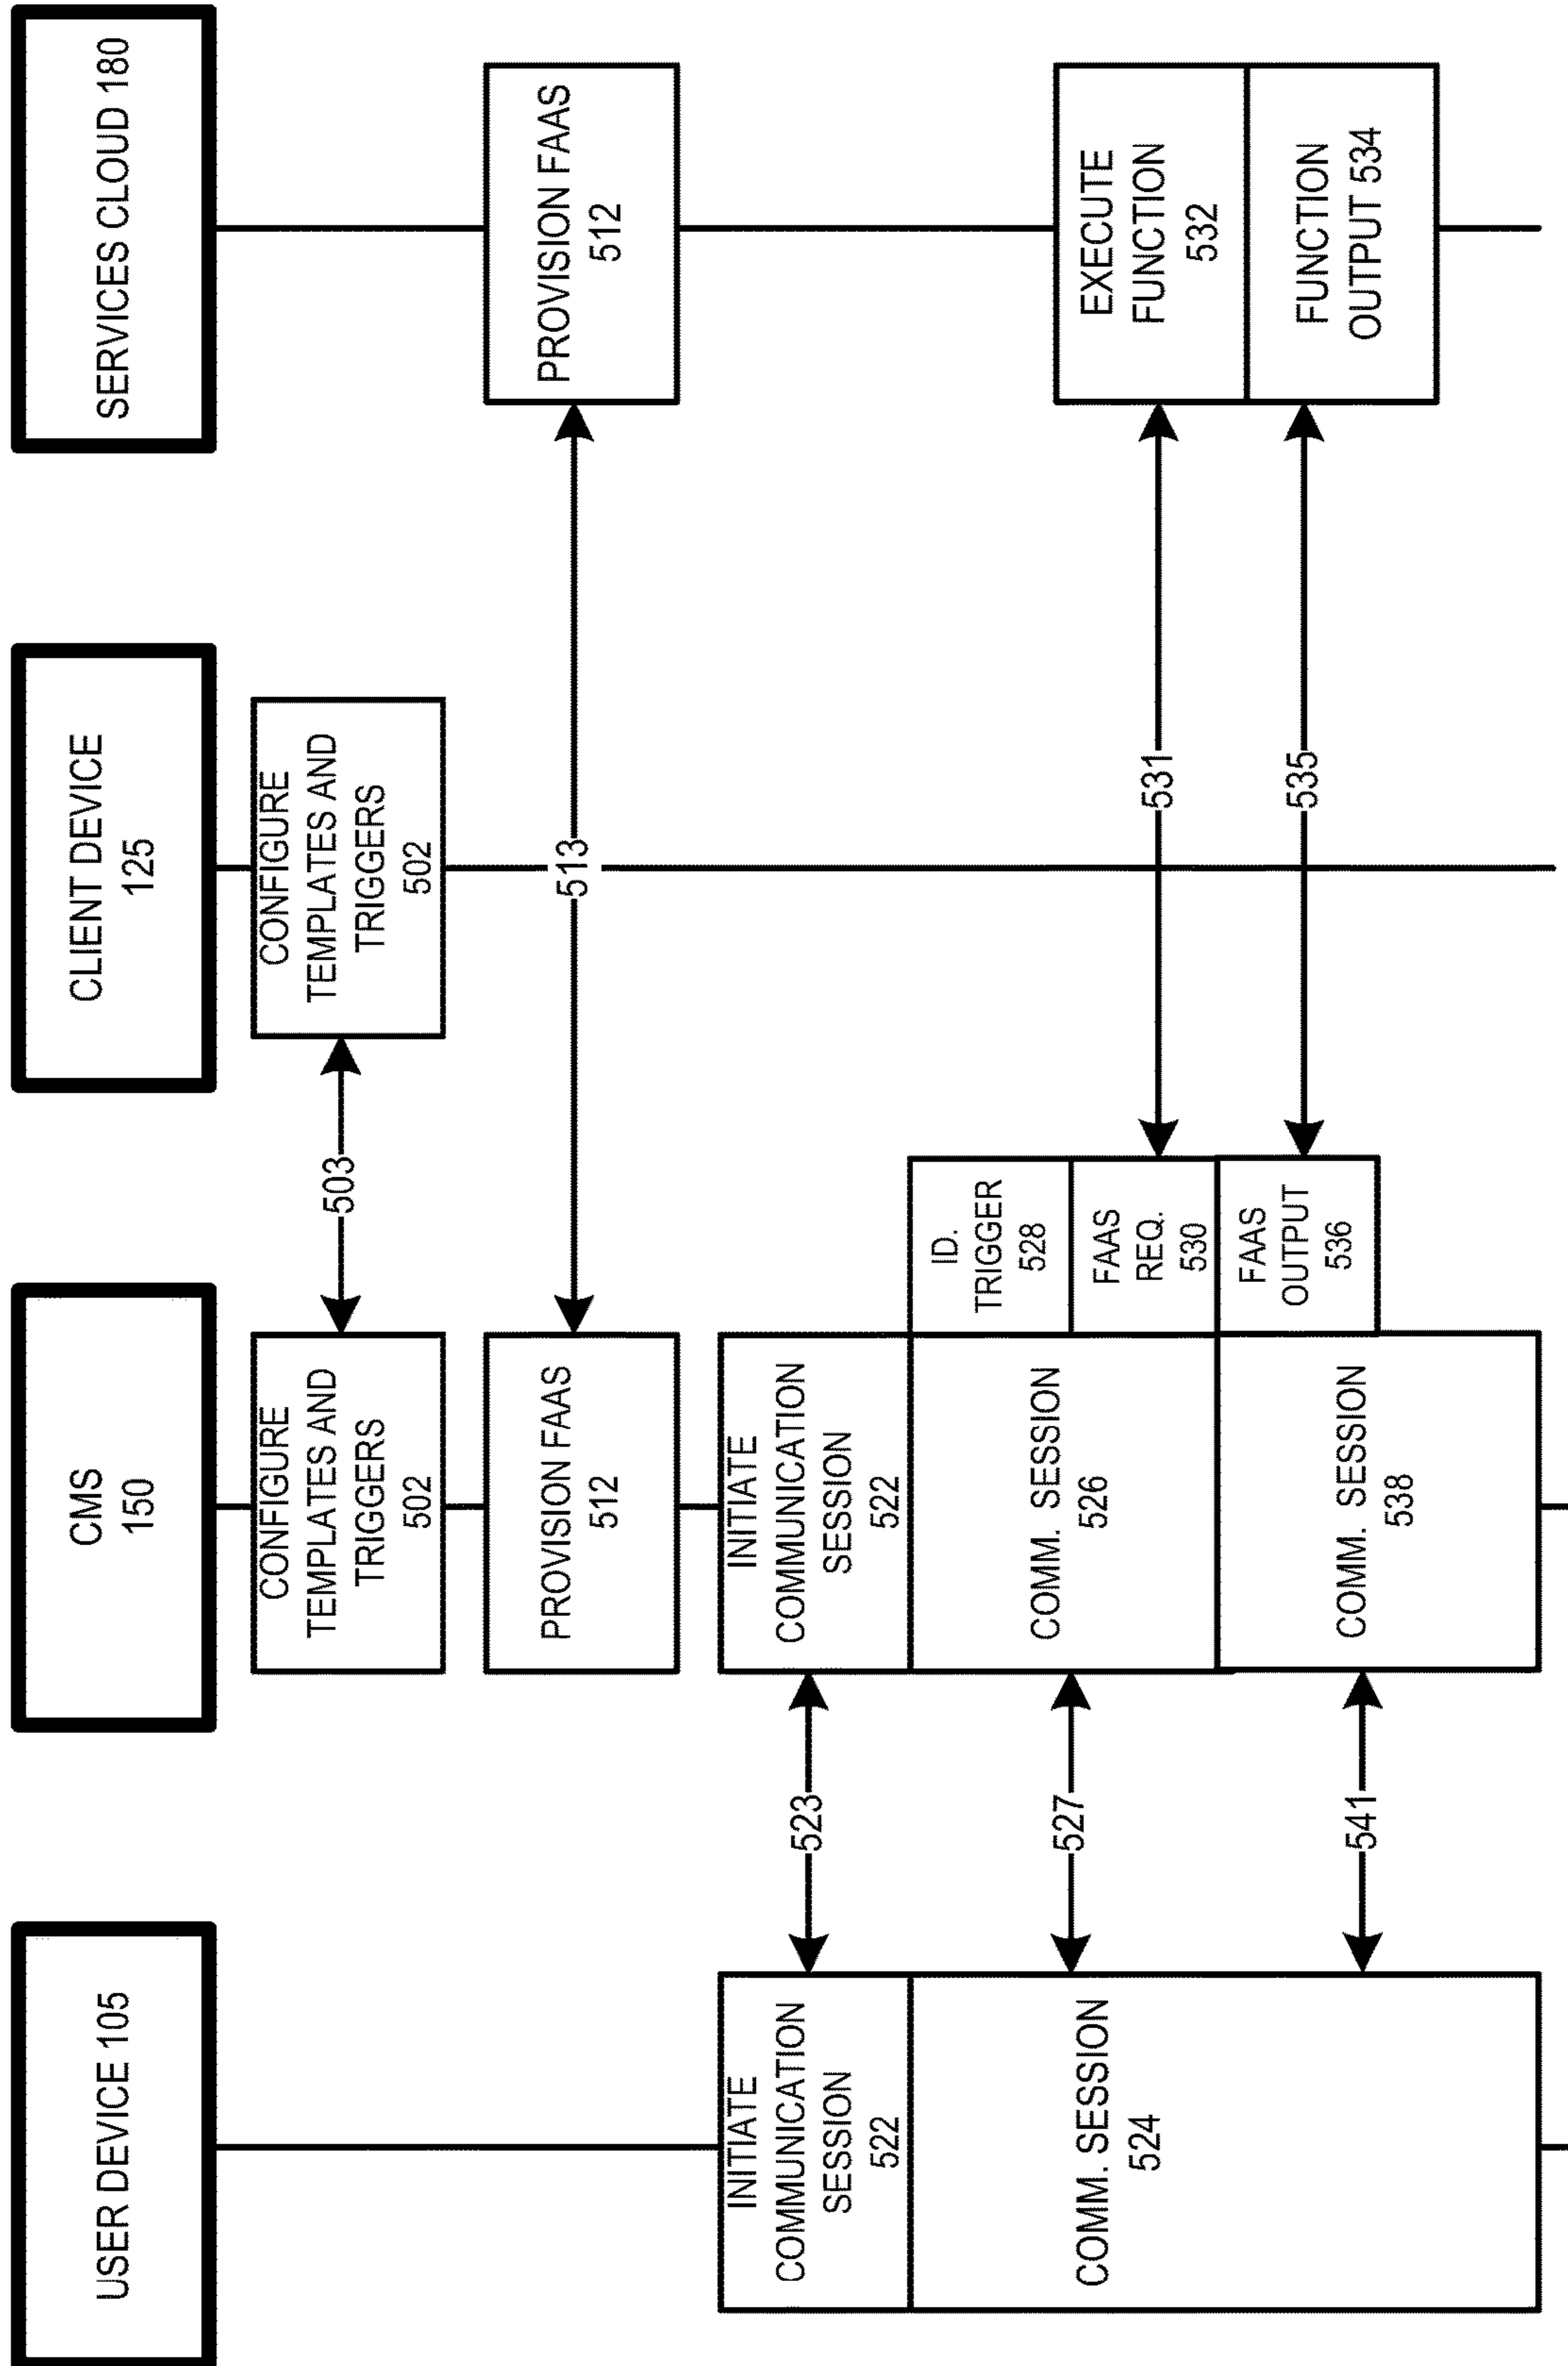 USER DEVICE 105
CMS
150
CLIENT DEVICE
125
SERVICES CLOUD 180
CONFIGURE
TEMPLATES AND
TRIGGERS
502
503
CONFIGURE
TEMPLATES AND
TRIGGERS
502
PROVISION FAAS
512
513
PROVISION FAAS
512
INITIATE
COMMUNICATION
SESSION
522
523
INITIATE
COMMUNICATION
SESSION
522
COMM. SESSION
524
527
COMM. SESSION
526
ID.
TRIGGER
528
FAAS
REQ.
530
531
EXECUTE
FUNCTION
532
FUNCTION
OUTPUT 534
535
FAAS
OUTPUT
536
COMM. SESSION
538
541